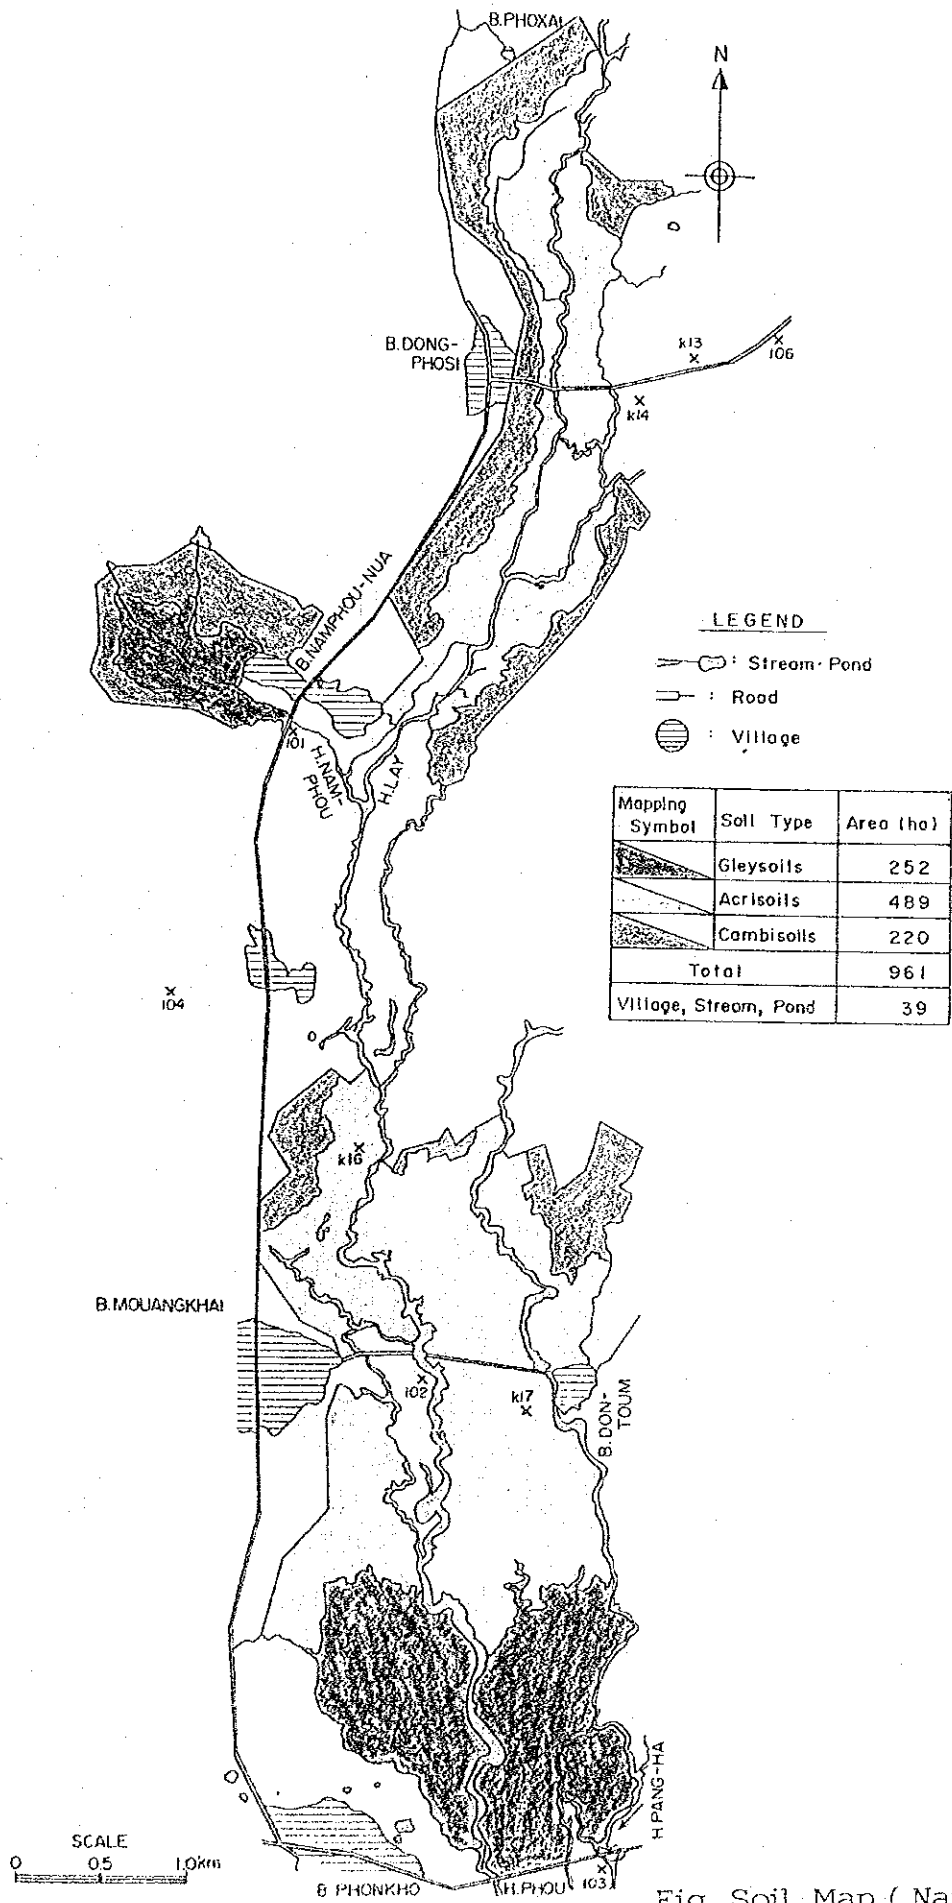 B.PHOXAI
N
B.DONG-
PHOSI
k13
106
k14
B.NAMPHOU-NUA
LEGEND
: Stream·Pond
: Road
: Village
101
H.NAM-
PHOU
H.LAY
Mapping Symbol Soil Type Area (ha)
Gleysoils 252
Acrisoils 489
Cambisoils 220
Total 961
Village, Stream, Pond 39
104
k16
B.MOUANGKHAI
102
k17
B.DON-
TOUM
H.PANG-HA
SCALE
0 0.5 1.0km
B PHONKHO
H.PHOU
103
Fig. Soil Map ( Na